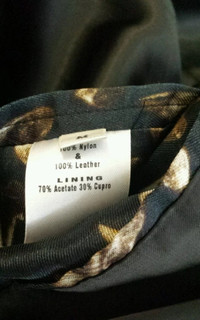 M
100% Nylon
&
100% Leather
LINING
70% Acetate 30% Cupro